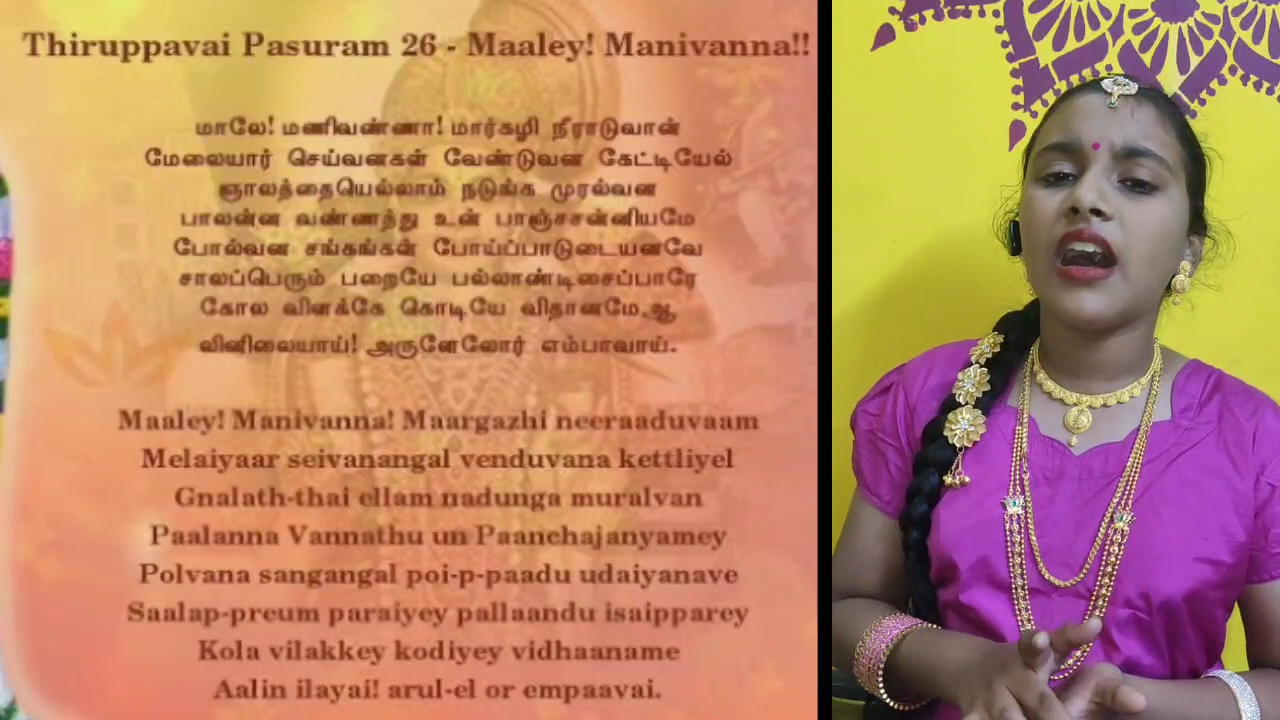 Thiruppavai Pasuram 26 - Maaley! Manivanna!!
மாலே! மணிவண்ணா! மார்கழி நீராடுவான்
மேலையார் செய்வனகள் வேண்டுவன கேட்டியேல்
ஞாலத்தையெல்லாம் நடுங்க முரல்வன
பாலன்ன வண்ணத்து உன் பாஞ்சசன்னியமே
போல்வன சங்கங்கள் போய்ப்பாடுடையனவே
சாலப்பெரும் பறையே பல்லாண்டிசைப்பாரே
கோல விளக்கே கொடியே விதானமே.ஆ
லினிலையாய்! அருளேலோர் எம்பாவாய்.
Maaley! Manivanna! Maargazhi neeraaduvaam
Melaiyaar seivanangal venduvana kettliyel
Gnalath-thai ellam nadunga muralvan
Paalanna Vannathu un Paanchajanyamey
Polvana sangangal poi-p-paadu udaiyanave
Saalap-preum paraiyey pallaandu isaipparey
Kola vilakkey kodiyey vidhaaname
Aalin ilayai! arul-el or empaavai.